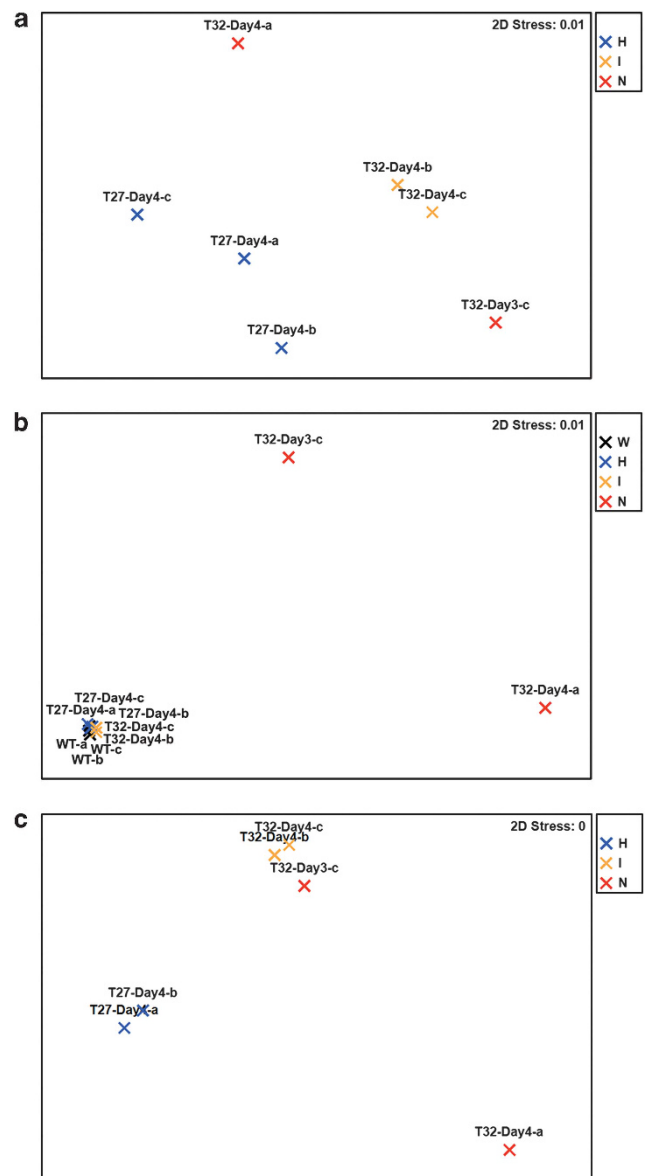 a
T32-Day4-a
2D Stress: 0.01
H
I
N
T32-Day4-b
T32-Day4-c
T27-Day4-c
T27-Day4-a
T32-Day3-c
T27-Day4-b
b
2D Stress: 0.01
T32-Day3-c
W
H
I
N
T32-Day4-a
T27-Day4-c
T27-Day4-a
T27-Day4-b
T32-Day4-c
T32-Day4-b
WT-a
WT-c
WT-b
c
2D Stress: 0
T32-Day4-c
T32-Day4-b
H
I
N
T32-Day3-c
T27-Day4-b
T27-Day4-a
T32-Day4-a